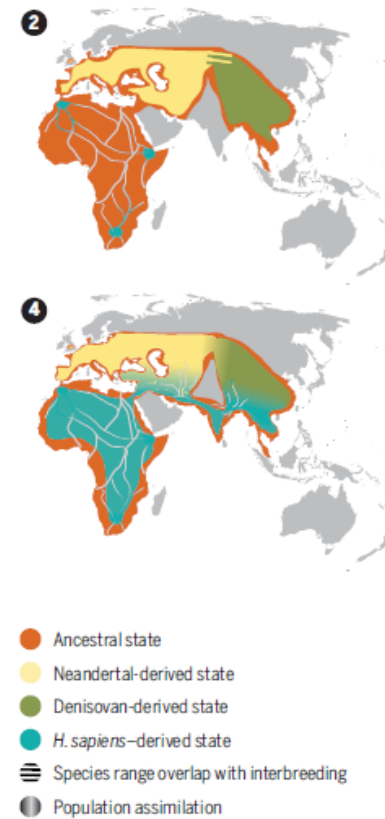 2
4
Ancestral state
Neandertal-derived state
Denisovan-derived state
H. sapiens–derived state
Species range overlap with interbreeding
Population assimilation